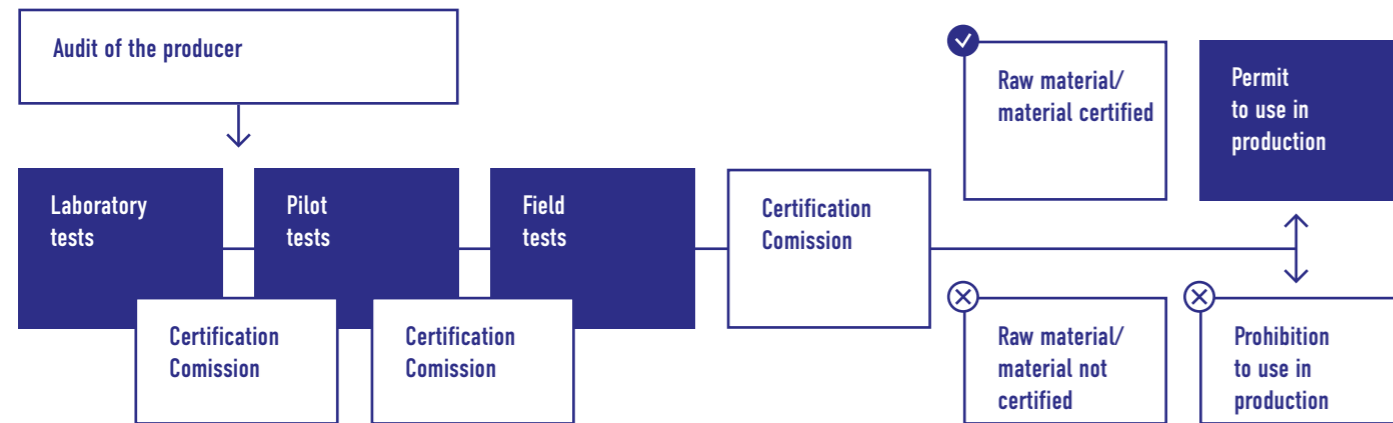 Audit of the producer
Laboratory
tests
Pilot
tests
Field
tests
Certification
Comission
Certification
Comission
Certification
Comission
Raw material/
material certified
Permit
to use in
production
Raw material/
material not
certified
Prohibition
to use in
production